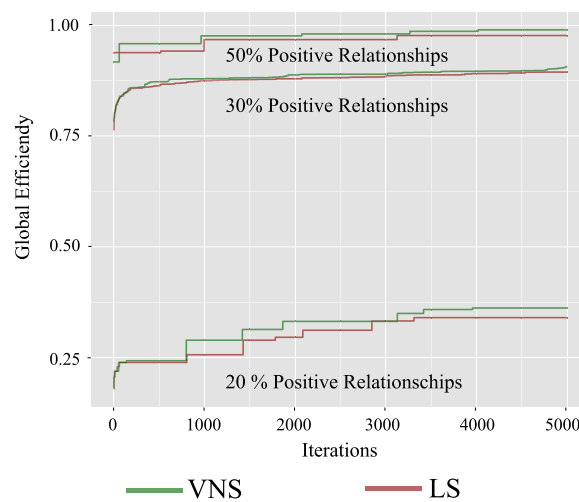 1.00
50% Positive Relationships
30% Positive Relationships
0.75
Global Efficiendy
0.50
0.25
20 % Positive Relationschips
0 1000 2000 3000 4000 5000
Iterations
VNS LS